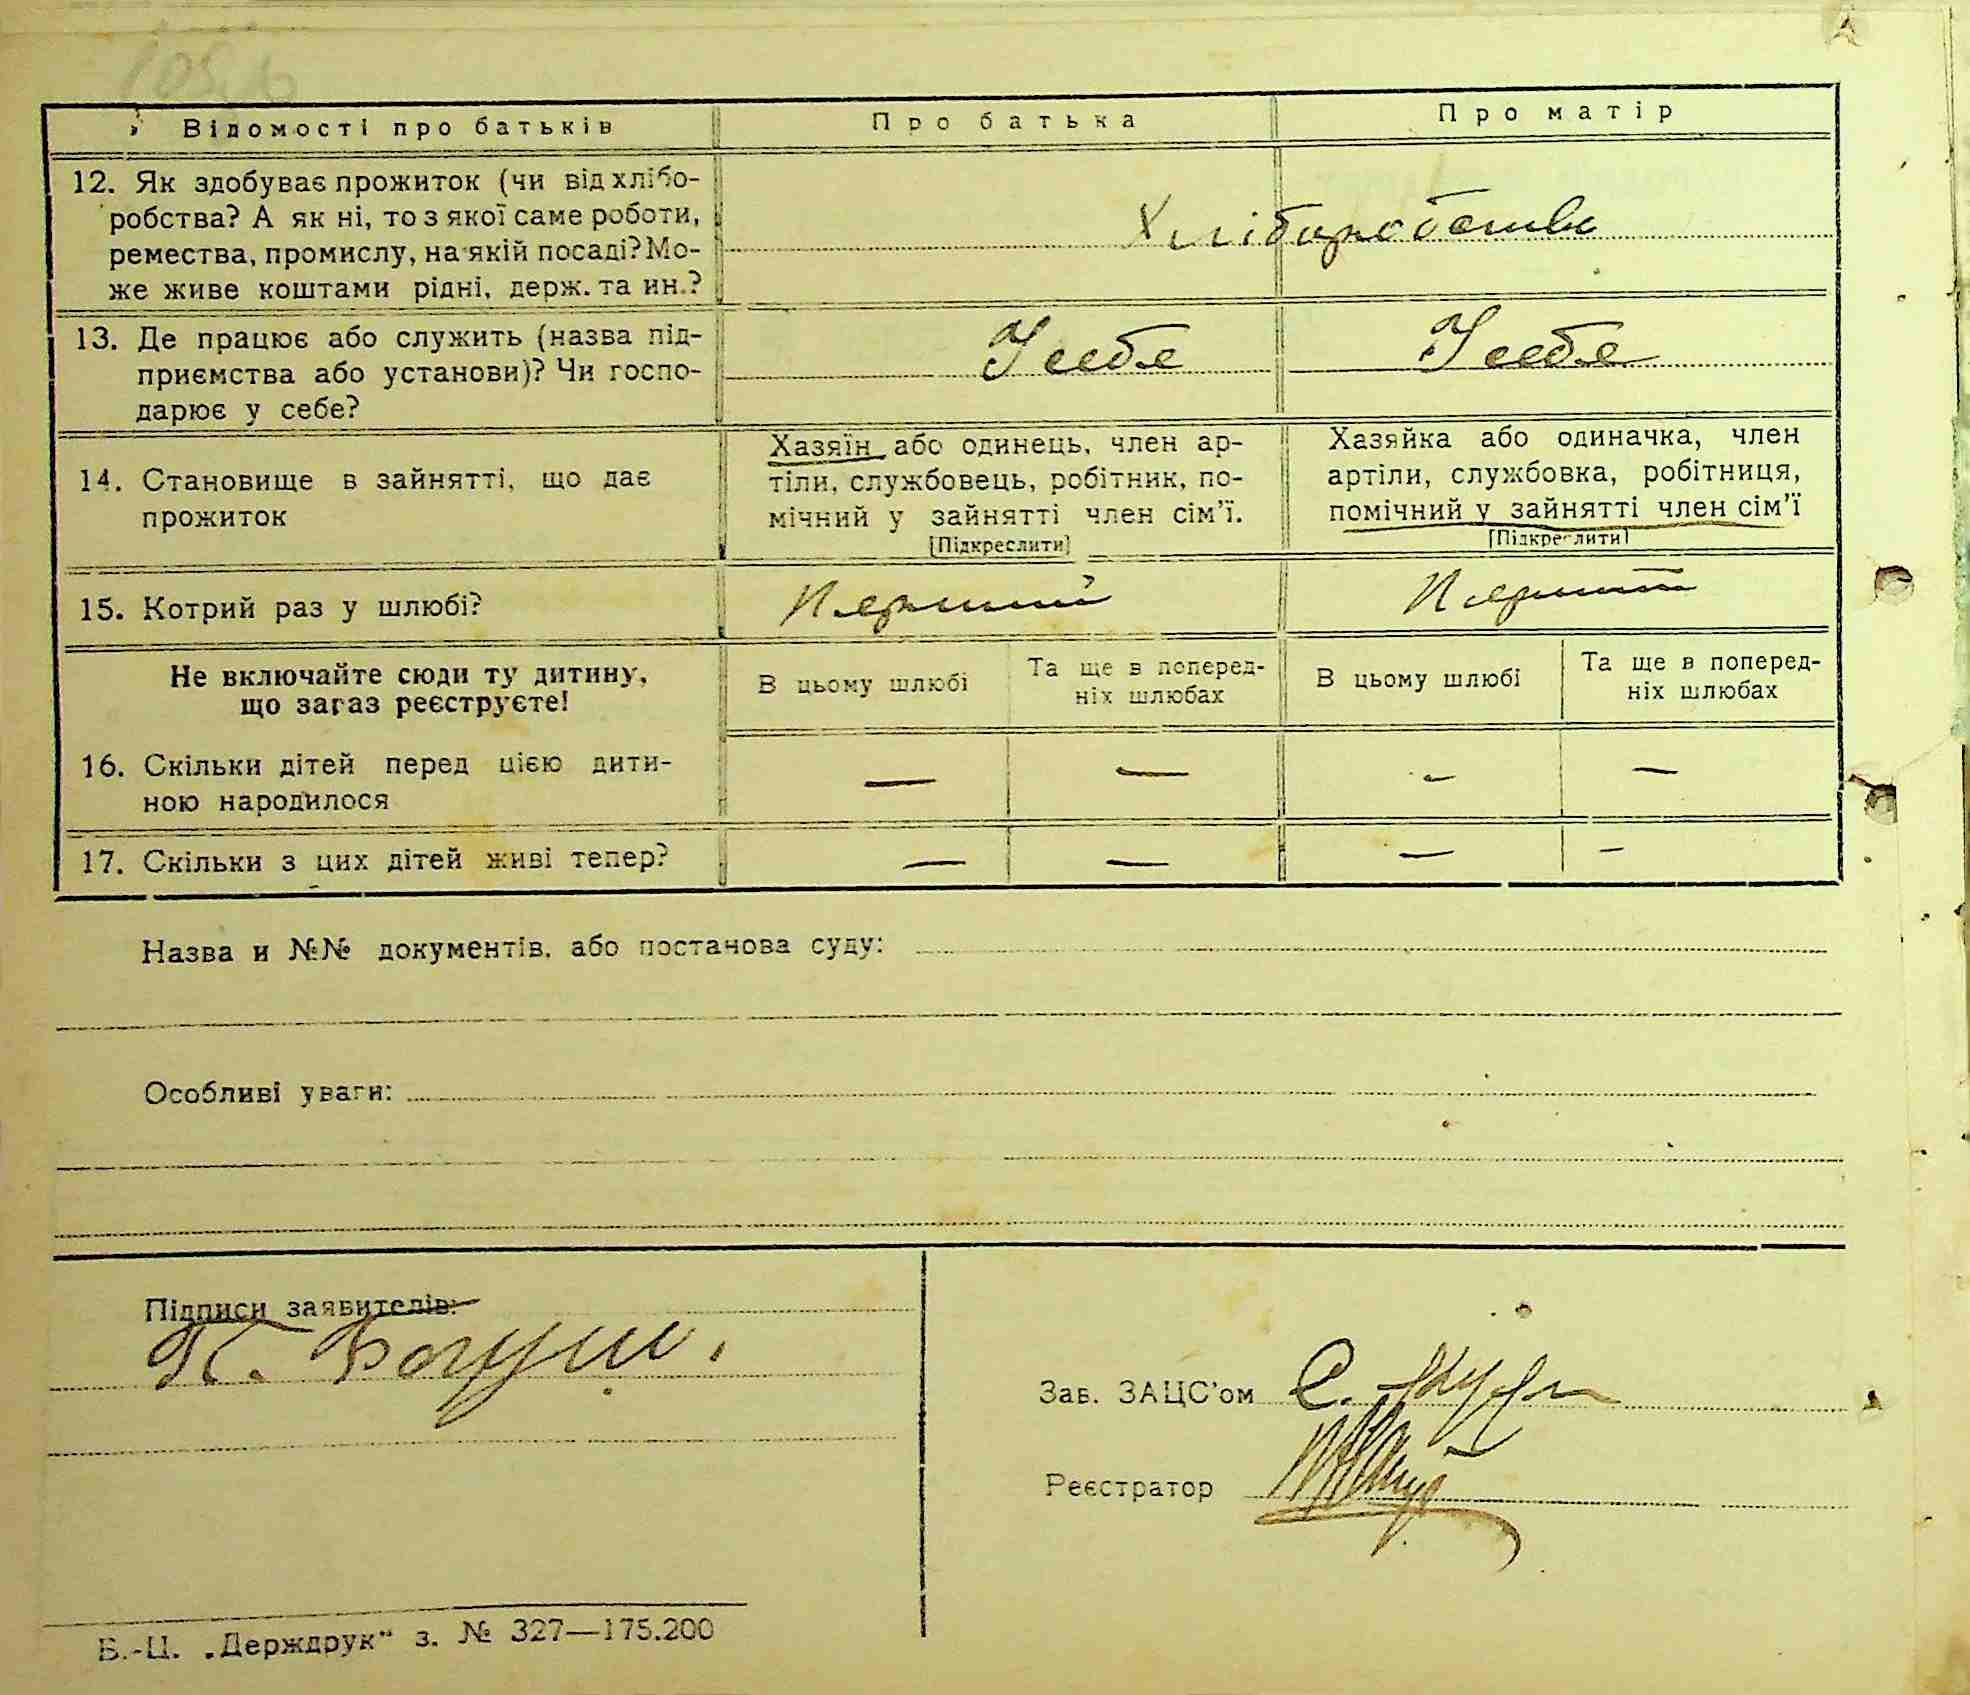 Відомості про батьків
Про батька
Про матір
12. Як здобуває прожиток (чи від хлібо-
робства? А як ні, то з якої саме роботи,
ремества, промислу, на якій посаді? Мо-
же живе коштами рідні, держ. та ин.?
Хліборобство
13. Де працює або служить (назва під-
приємства або установи)? Чи госпо-
дарює у себе?
У себе
У себе
14. Становище в зайнятті, що дає
прожиток
Хазяїн або одинець, член ар-
тіли, службовець, робітник, по-
мічний у зайнятті член сім'ї.
[Підкреслити]
Хазяйка або одиначка, член
артіли, службовка, робітниця,
помічний у зайнятті член сім'ї
[Підкреслити]
15. Котрий раз у шлюбі?
Перший
Перший
Не включайте сюди ту дитину,
що загаз реєструєте!
В цьому шлюбі
Та ще в поперед-
ніх шлюбах
В цьому шлюбі
Та ще в поперед-
ніх шлюбах
16. Скільки дітей перед цією дити-
ною народилося
— — — —
17. Скільки з цих дітей живі тепер?
— — — —
Назва и №№ документів, або постанова суду:
Особливі уваги:
Підписи заявителів:
П. Богуш.
Зав. ЗАЦС'ом С.
Реєстратор
Б.-Ц. „Держдрук" з. № 327—175.200